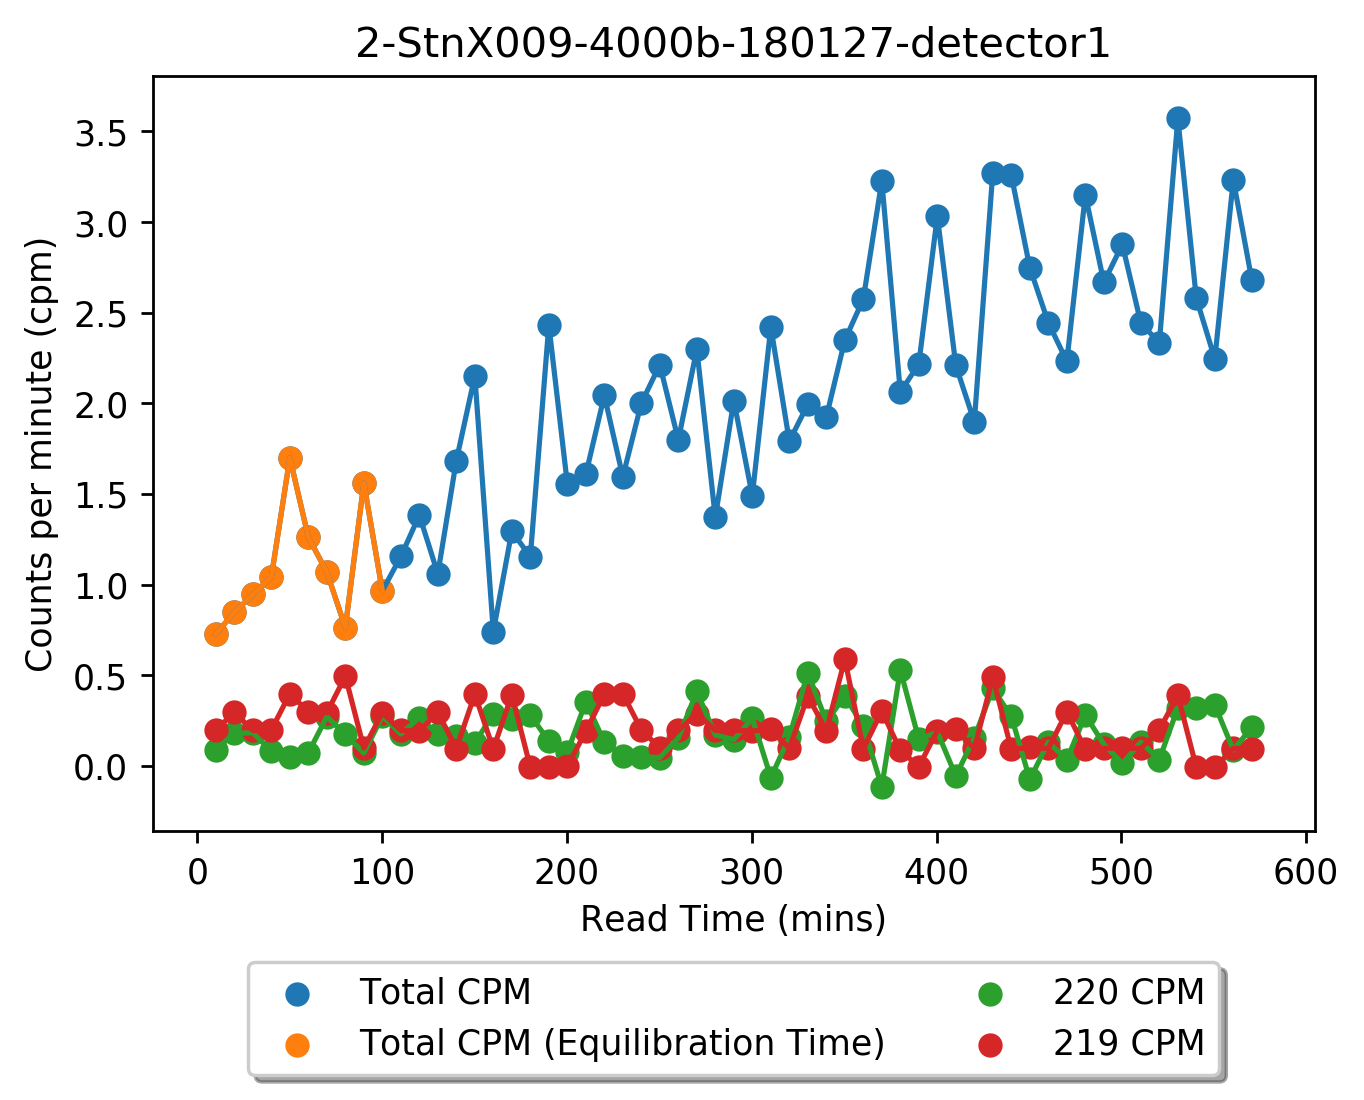 2-StnX009-4000b-180127-detector1
Counts per minute (cpm)
3.5
3.0
2.5
2.0
1.5
1.0
0.5
0.0
0 100 200 300 400 500 600
Read Time (mins)
Total CPM
Total CPM (Equilibration Time)
220 CPM
219 CPM